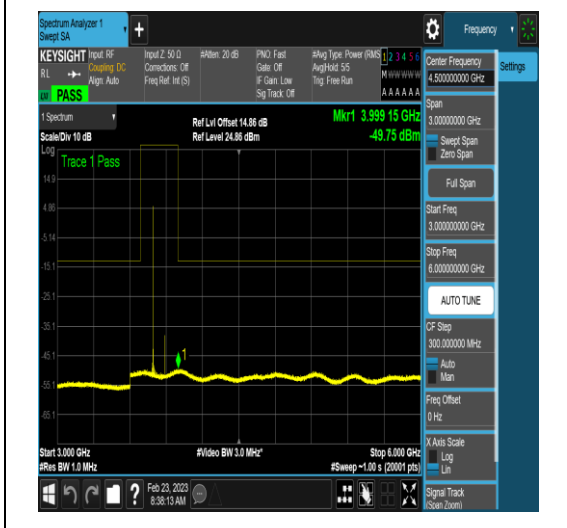 Spectrum Analyzer 1
Swept SA
+
Frequency
KEYSIGHT
RL
PASS
Input: RF
Coupling: DC
Align: Auto
Input Z: 50 Ω
Corrections: Off
Freq Ref: Int (S)
#Atten: 20 dB
PNO: Fast
Gate: Off
IF Gain: Low
Sig Track: Off
#Avg Type: Power (RMS
Avg|Hold: 5/5
Trig: Free Run
1 2 3 4 5 6
M W W W W W
A A A A A A
Center Frequency
4.500000000 GHz
Settings
Span
3.00000000 GHz
Swept Span
Zero Span
Full Span
Start Freq
3.000000000 GHz
Stop Freq
6.000000000 GHz
AUTO TUNE
CF Step
300.000000 MHz
Auto
Man
Freq Offset
0 Hz
X Axis Scale
Log
Lin
Signal Track
(Span Zoom)
1 Spectrum
Scale/Div 10 dB
Ref Lvl Offset 14.86 dB
Ref Level 24.86 dBm
Mkr1 3.999 15 GHz
-49.75 dBm
Log
Trace 1 Pass
14.9
4.86
-5.14
-15.1
-25.1
-35.1
-45.1
-55.1
-65.1
1
Start 3.000 GHz
#Res BW 1.0 MHz
#Video BW 3.0 MHz*
Stop 6.000 GHz
#Sweep ~1.00 s (20001 pts)
?
Feb 23, 2023
8:38:13 AM